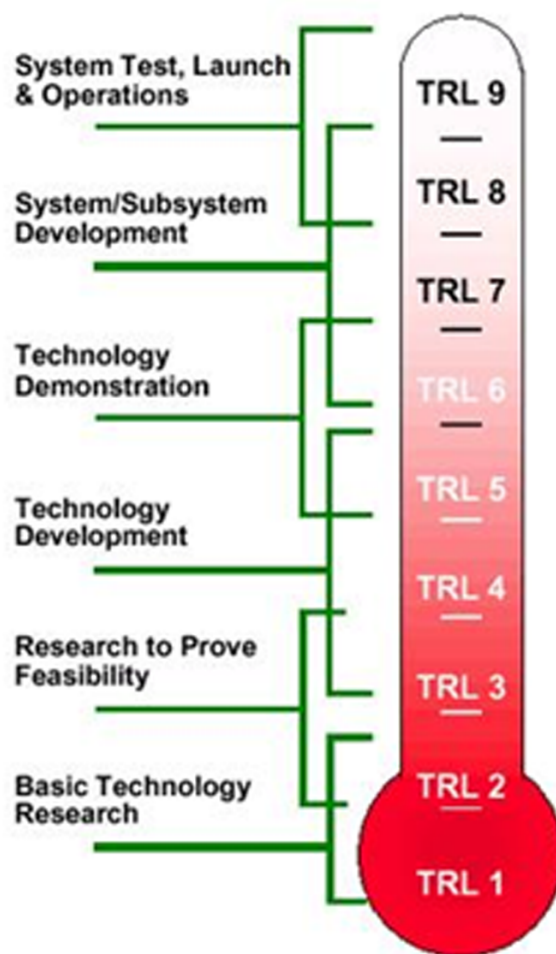 System Test, Launch
& Operations
System/Subsystem
Development
Technology
Demonstration
Technology
Development
Research to Prove
Feasibility
Basic Technology
Research
TRL 9
TRL 8
TRL 7
TRL 6
TRL 5
TRL 4
TRL 3
TRL 2
TRL 1